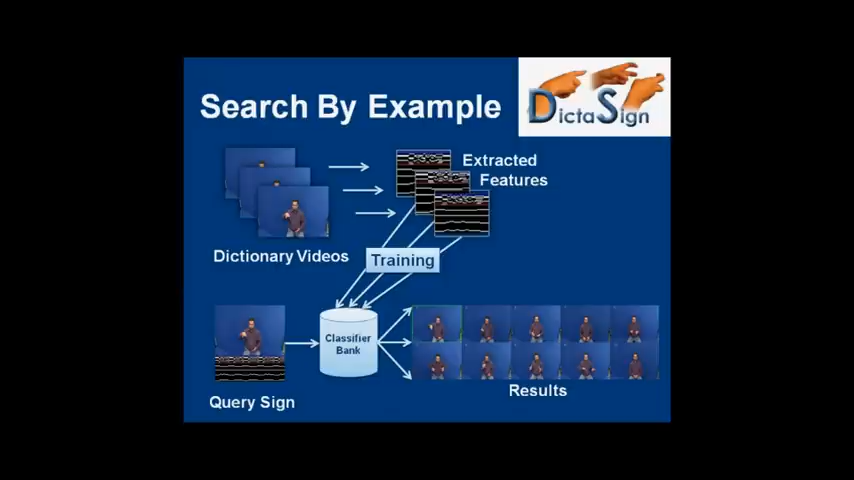 Search By Example
DictaSign
Extracted
Features
Dictionary Videos
Training
Classifier
Bank
Query Sign
Results